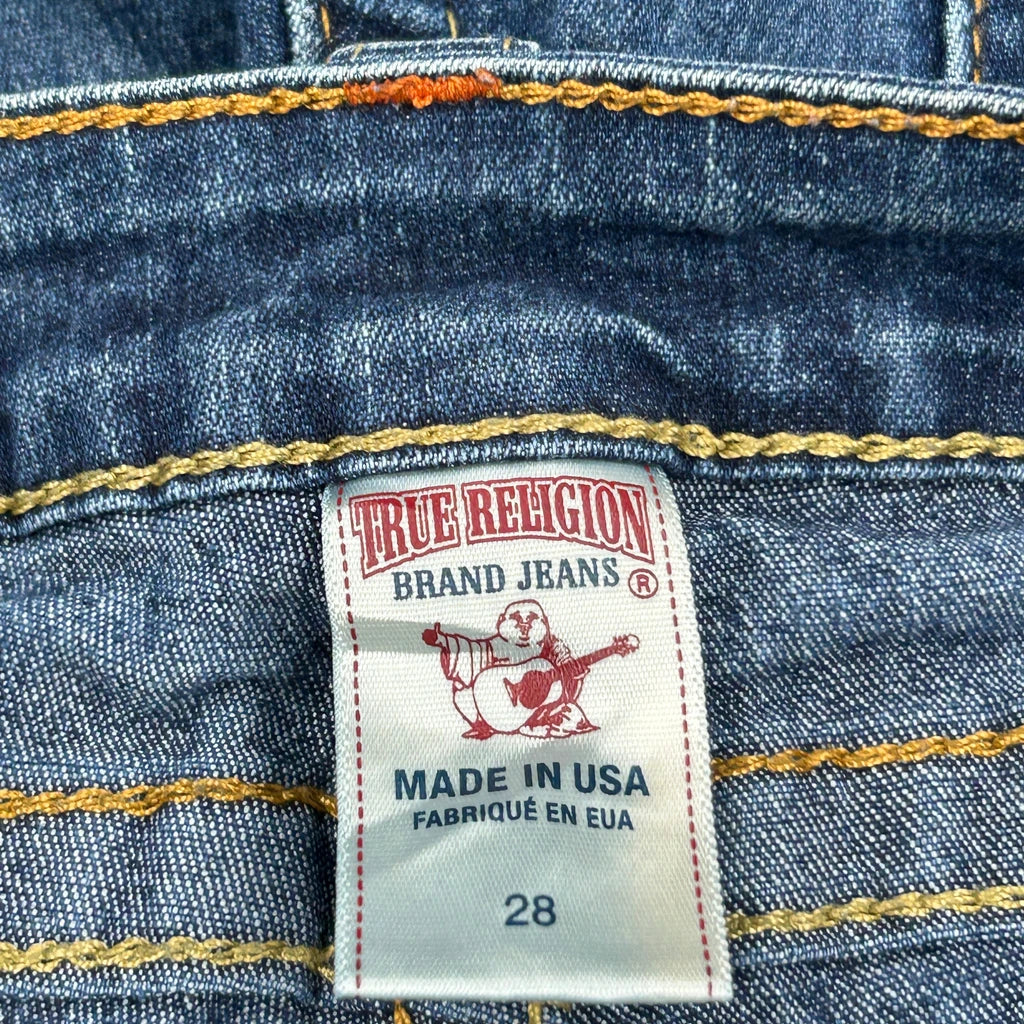 TRUE RELIGION
BRAND JEANS ®
MADE IN USA
FABRIQUÉ EN EUA
28